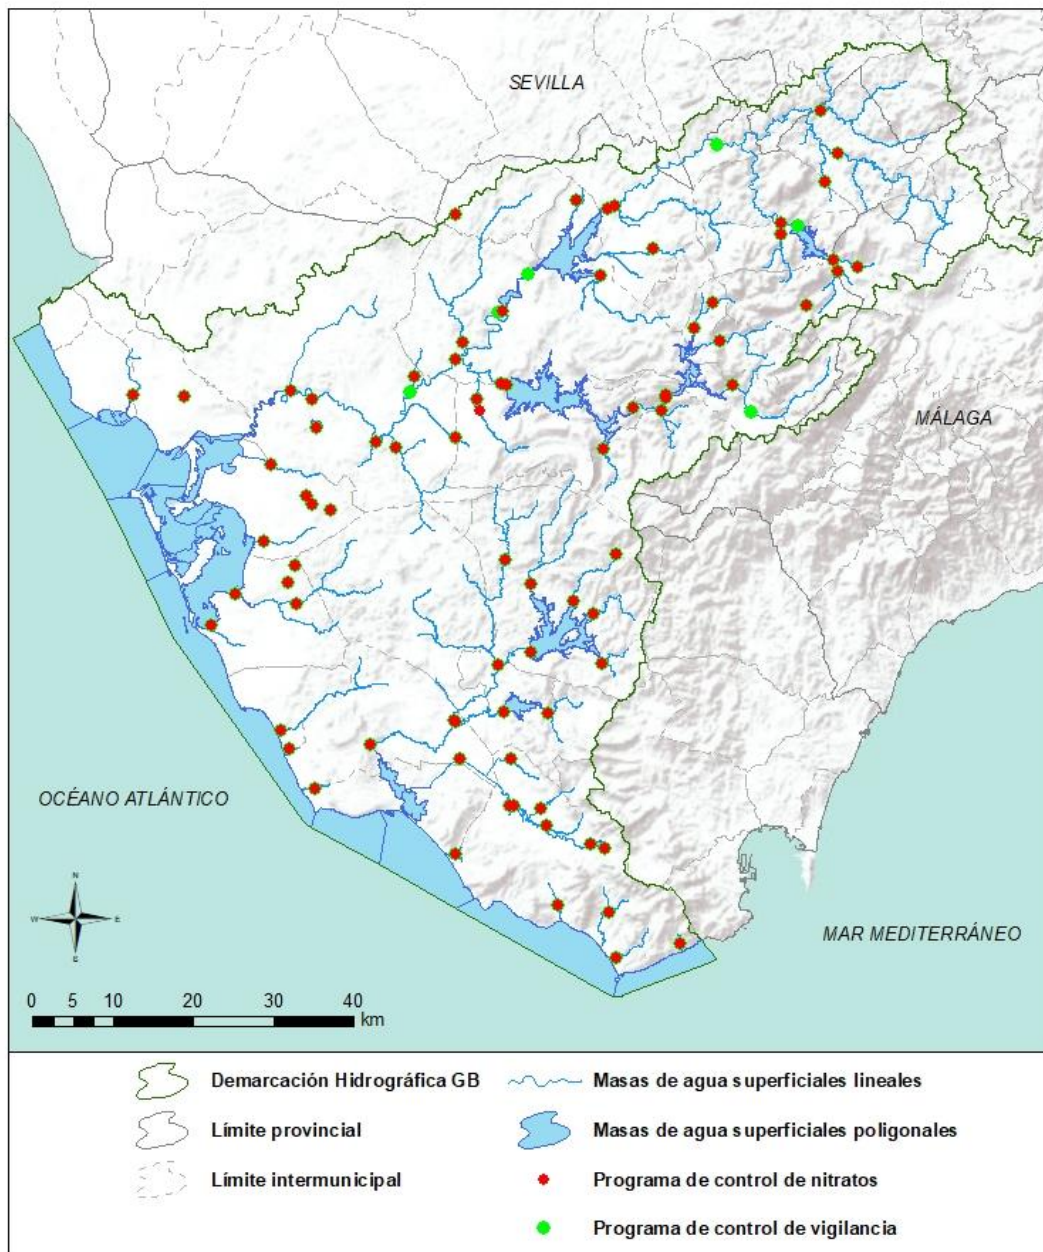 SEVILLA
MÁLAGA
OCÉANO ATLÁNTICO
MAR MEDITERRÁNEO
N
W E
S
0 5 10 20 30 40
km
Demarcación Hidrográfica GB
Masas de agua superficiales lineales
Límite provincial
Masas de agua superficiales poligonales
Límite intermunicipal
Programa de control de nitratos
Programa de control de vigilancia